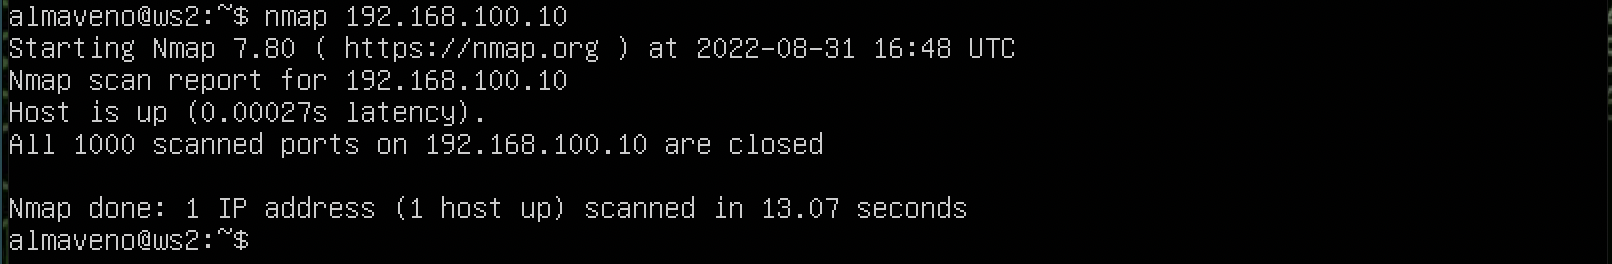 almaveno@ws2:~$ nmap 192.168.100.10
Starting Nmap 7.80 ( https://nmap.org ) at 2022-08-31 16:48 UTC
Nmap scan report for 192.168.100.10
Host is up (0.00027s latency).
All 1000 scanned ports on 192.168.100.10 are closed
Nmap done: 1 IP address (1 host up) scanned in 13.07 seconds
almaveno@ws2:~$